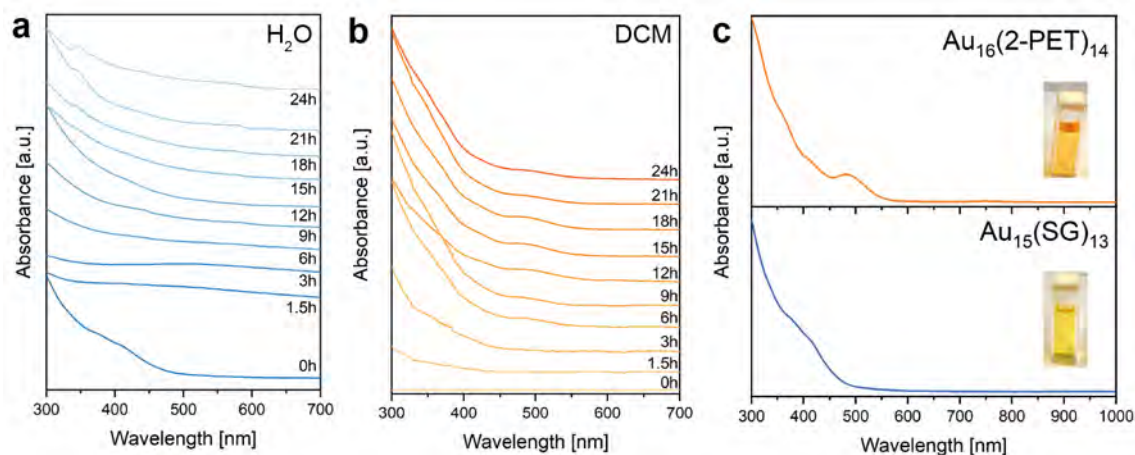 a
H₂O
24h
21h
18h
15h
12h
9h
6h
3h
1.5h
0h
Absorbance [a.u.]
300 400 500 600 700
Wavelength [nm]
b
DCM
24h
21h
18h
15h
12h
9h
6h
3h
1.5h
0h
Absorbance [a.u.]
300 400 500 600 700
Wavelength [nm]
c
Au₁₆(2-PET)₁₄
Au₁₅(SG)₁₃
Absorbance [a.u.]
300 400 500 600 700 800 900 1000
Wavelength [nm]